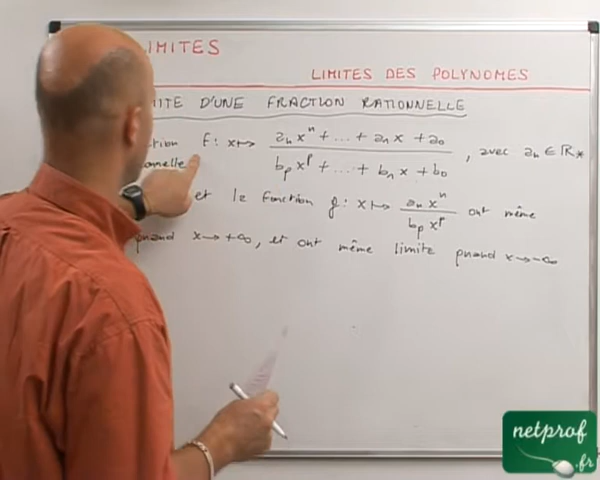 IMITES
LIMITES DES POLYNOMES
ITE D'UNE FRACTION RATIONNELLE
ction f: x↦ (aₙxⁿ + ... + a₁x + a₀) / (bₚxᵖ + ... + b₁x + b₀), avec aₙ ∈ ℝ*
onnelle
et la fonction g: x↦ aₙxⁿ / bₚxᵖ ont même
quand x→+∞, et ont même limite quand x→-∞
netprof
.fr